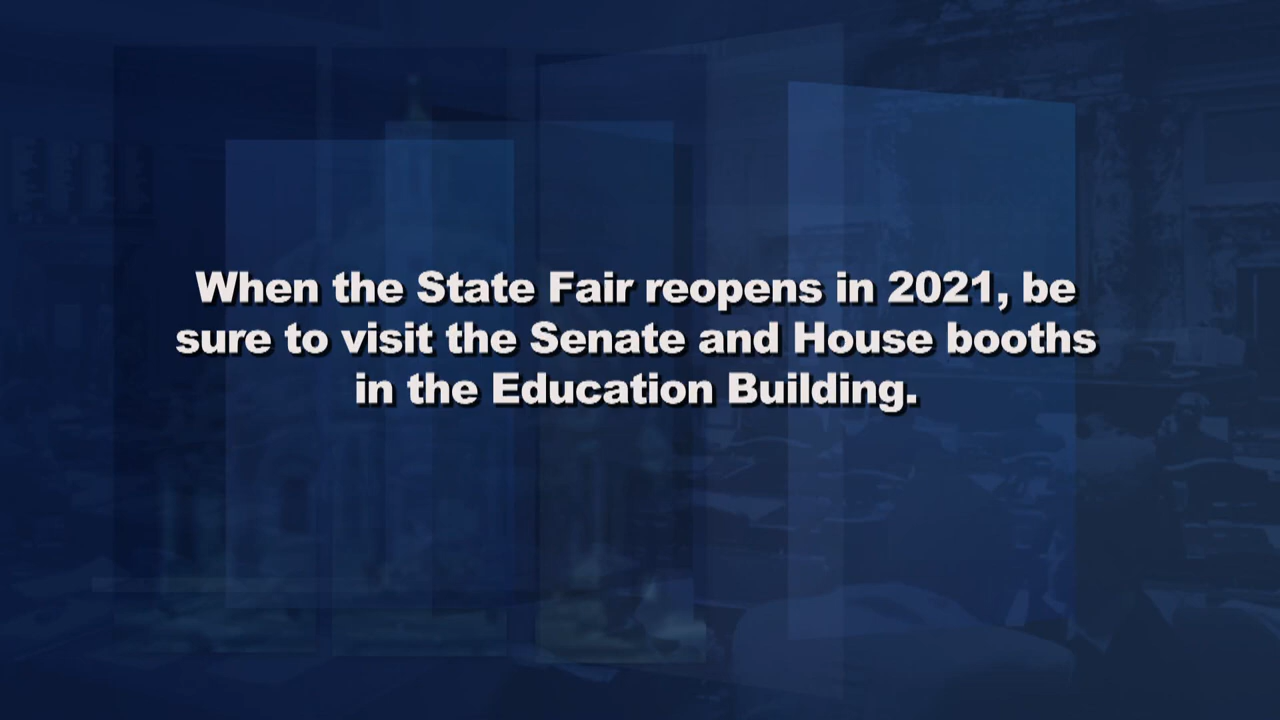 When the State Fair reopens in 2021, be
sure to visit the Senate and House booths
in the Education Building.